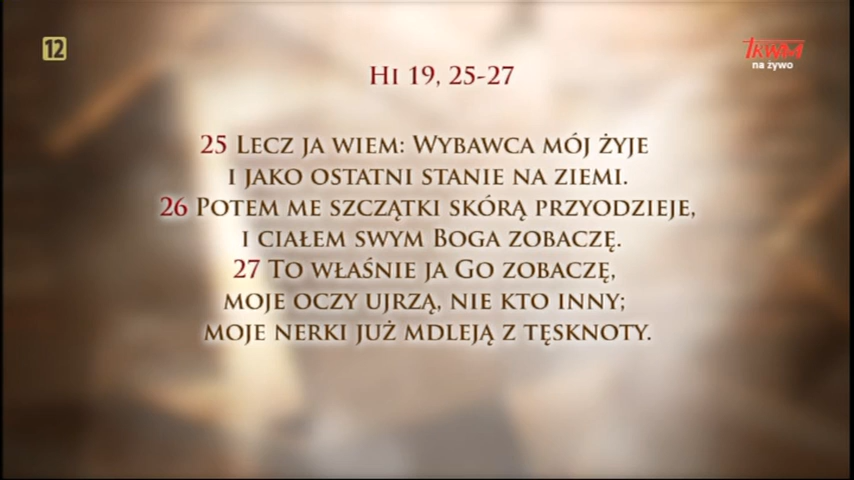 12
TRWAM
na żywo
Hi 19, 25-27
25 Lecz ja wiem: Wybawca mój żyje
i jako ostatni stanie na ziemi.
26 Potem me szczątki skórą przyodzieje,
i ciałem swym Boga zobaczę.
27 To właśnie ja Go zobaczę,
moje oczy ujrzą, nie kto inny;
moje nerki już mdleją z tęsknoty.